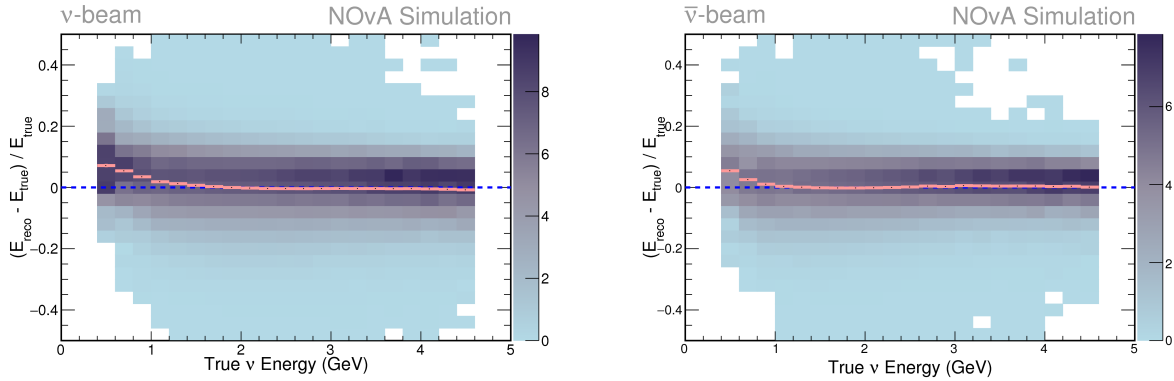 ν-beam NOvA Simulation
(E_reco - E_true) / E_true
0.4
0.2
0
−0.2
−0.4
0 1 2 3 4 5
True ν Energy (GeV)
8
6
4
2
0
ν̅-beam NOvA Simulation
(E_reco - E_true) / E_true
0.4
0.2
0
−0.2
−0.4
0 1 2 3 4 5
True ν Energy (GeV)
6
4
2
0